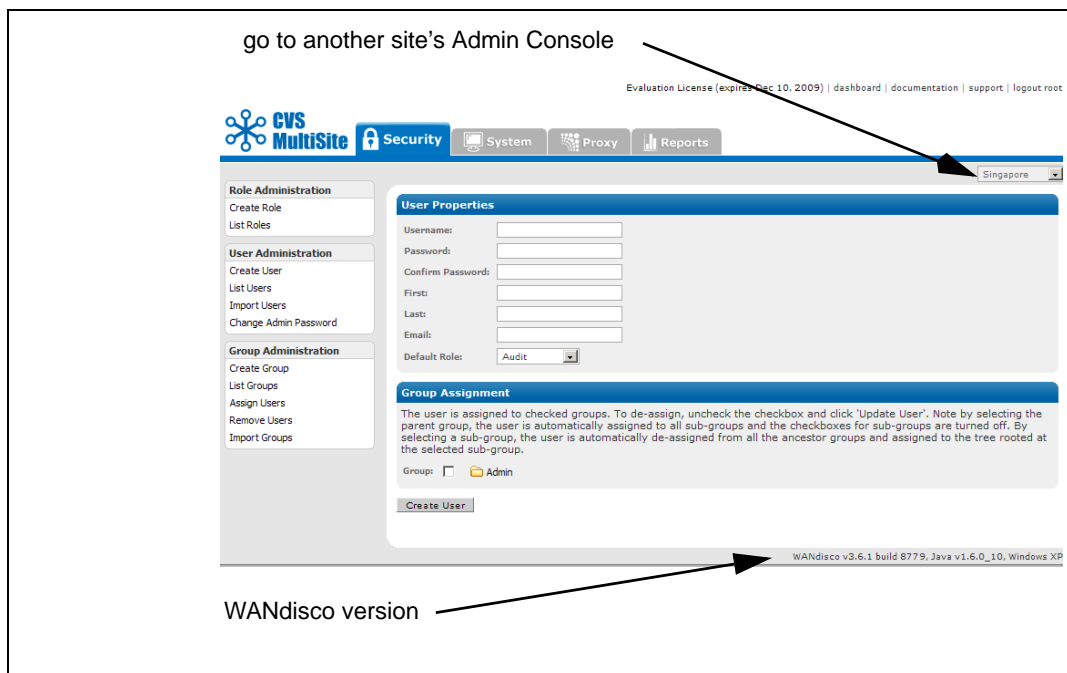 go to another site's Admin Console
Evaluation License (expires Dec 10, 2009) | dashboard | documentation | support | logout root
CVS
MultiSite
Security
System
Proxy
Reports
Singapore
Role Administration
Create Role
List Roles
User Administration
Create User
List Users
Import Users
Change Admin Password
Group Administration
Create Group
List Groups
Assign Users
Remove Users
Import Groups
User Properties
Username:
Password:
Confirm Password:
First:
Last:
Email:
Default Role: Audit
Group Assignment
The user is assigned to checked groups. To de-assign, uncheck the checkbox and click 'Update User'. Note by selecting the
parent group, the user is automatically assigned to all sub-groups and the checkboxes for sub-groups are turned off. By
selecting a sub-group, the user is automatically de-assigned from all the ancestor groups and assigned to the tree rooted at
the selected sub-group.
Group: Admin
Create User
WANdisco v3.6.1 build 8779, Java v1.6.0_10, Windows XP
WANdisco version